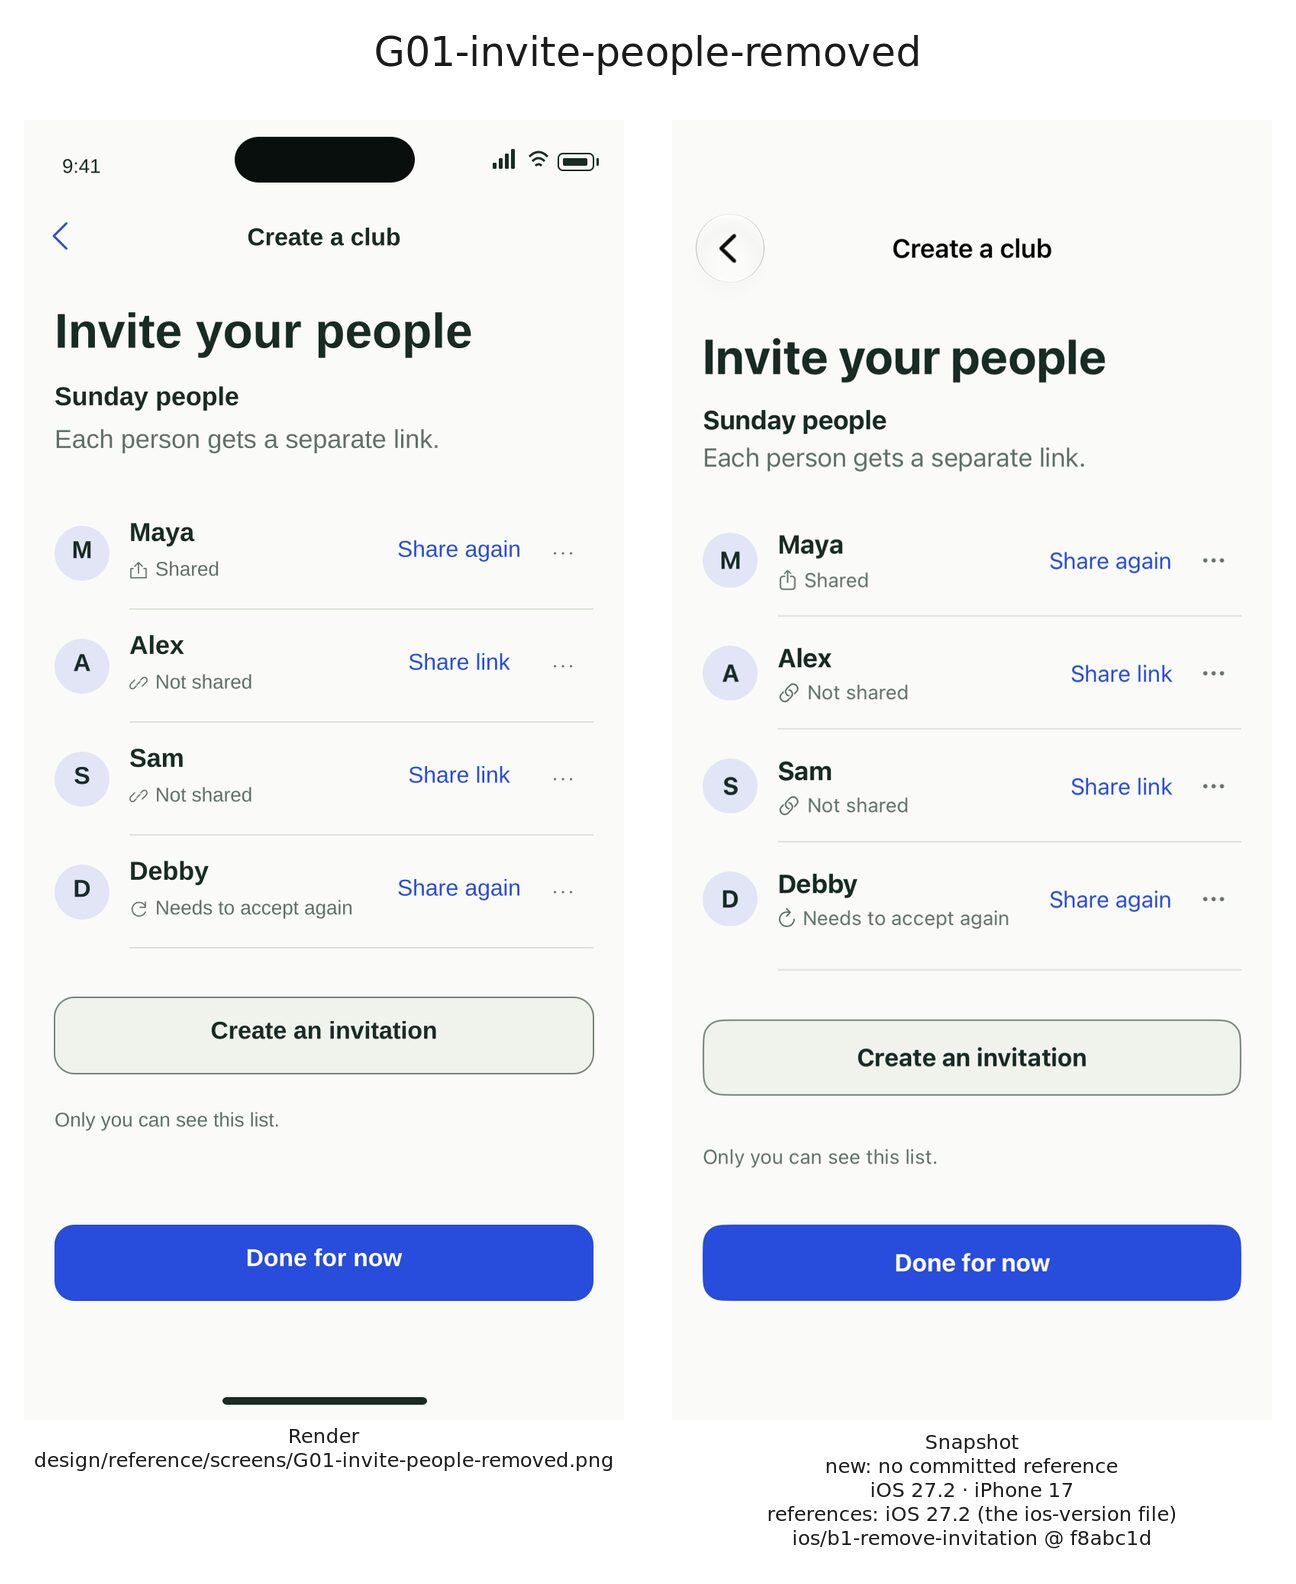 G01-invite-people-removed
9:41
Create a club
Invite your people
Sunday people
Each person gets a separate link.
M
Maya
Shared
Share again
...
A
Alex
Not shared
Share link
...
S
Sam
Not shared
Share link
...
D
Debby
Needs to accept again
Share again
...
Create an invitation
Only you can see this list.
Done for now
Render
design/reference/screens/G01-invite-people-removed.png
Create a club
Invite your people
Sunday people
Each person gets a separate link.
M
Maya
Shared
Share again
...
A
Alex
Not shared
Share link
...
S
Sam
Not shared
Share link
...
D
Debby
Needs to accept again
Share again
...
Create an invitation
Only you can see this list.
Done for now
Snapshot
new: no committed reference
iOS 27.2 · iPhone 17
references: iOS 27.2 (the ios-version file)
ios/b1-remove-invitation @ f8abc1d